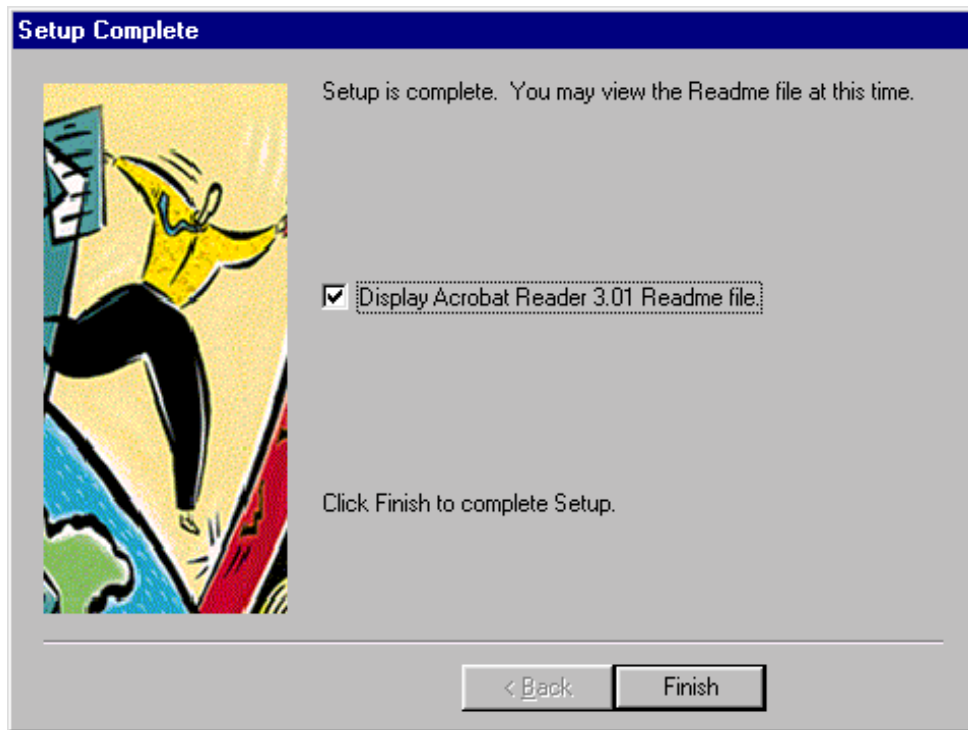 Setup Complete
Setup is complete. You may view the Readme file at this time.
Display Acrobat Reader 3.01 Readme file.
Click Finish to complete Setup.
< Back
Finish